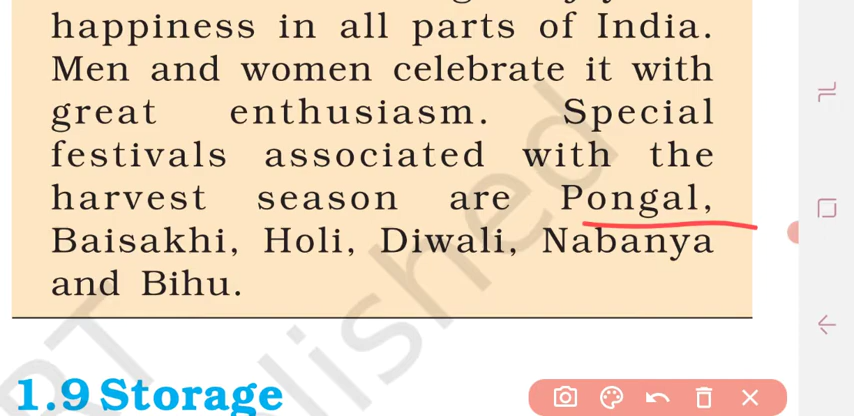 happiness in all parts of India.
Men and women celebrate it with
great enthusiasm. Special
festivals associated with the
harvest season are Pongal,
Baisakhi, Holi, Diwali, Nabanya
and Bihu.
1.9 Storage